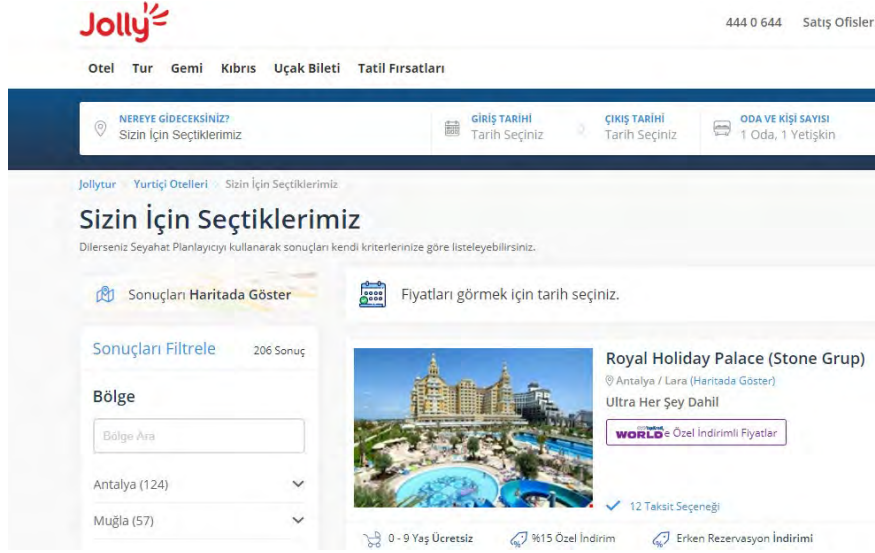 Jolly
444 0 644 Satış Ofisler
Otel Tur Gemi Kıbrıs Uçak Bileti Tatil Fırsatları
NEREYE GİDECEKSİNİZ?
Sizin İçin Seçtiklerimiz
GİRİŞ TARİHİ
Tarih Seçiniz
ÇIKIŞ TARİHİ
Tarih Seçiniz
ODA VE KİŞİ SAYISI
1 Oda, 1 Yetişkin
Jollytur Yurtiçi Otelleri Sizin İçin Seçtiklerimiz
Sizin İçin Seçtiklerimiz
Dilerseniz Seyahat Planlayıcıyı kullanarak sonuçları kendi kriterlerinize göre listeleyebilirsiniz.
Sonuçları Haritada Göster
Fiyatları görmek için tarih seçiniz.
Sonuçları Filtrele 206 Sonuç
Bölge
Bölge Ara
Antalya (124)
Muğla (57)
Royal Holiday Palace (Stone Grup)
Antalya / Lara (Haritada Göster)
Ultra Her Şey Dahil
WORLD'e Özel İndirimli Fiyatlar
12 Taksit Seçeneği
0 - 9 Yaş Ücretsiz
%15 Özel İndirim
Erken Rezervasyon İndirimi